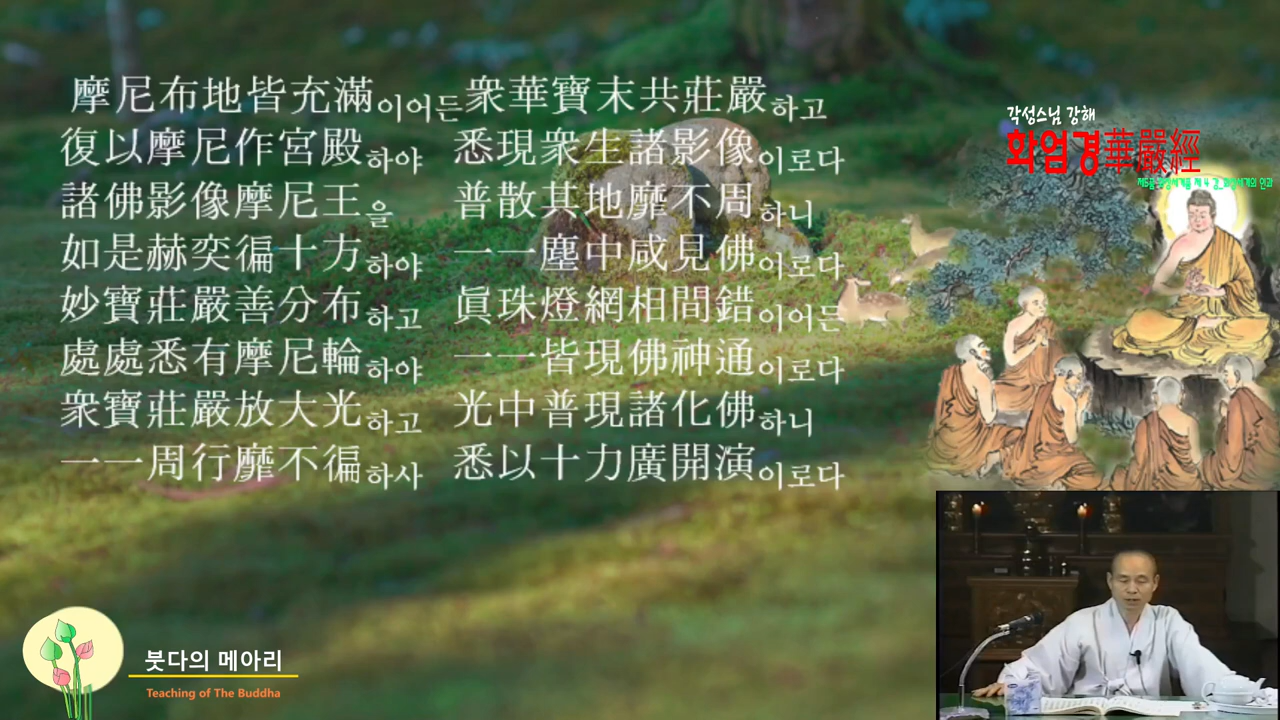 摩尼布地皆充滿이어든 衆華寶末共莊嚴하고
復以摩尼作宮殿하야 悉現衆生諸影像이로다
諸佛影像摩尼王을 普散其地靡不周하니
如是赫奕徧十方하야 一一塵中咸見佛이로다
妙寶莊嚴善分布하고 眞珠燈網相間錯이어든
處處悉有摩尼輪하야 一一皆現佛神通이로다
衆寶莊嚴放大光하고 光中普現諸化佛하니
一一周行靡不徧하사 悉以十力廣開演이로다
각성스님 강해
화엄경華嚴經
붓다의 메아리
Teaching of The Buddha